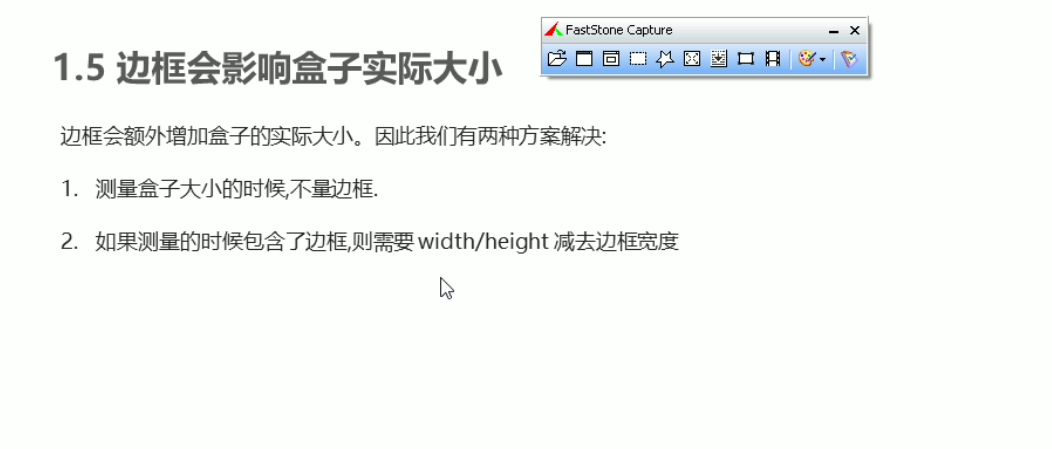 FastStone Capture
1.5 边框会影响盒子实际大小
边框会额外增加盒子的实际大小。因此我们有两种方案解决:
1. 测量盒子大小的时候,不量边框.
2. 如果测量的时候包含了边框,则需要 width/height 减去边框宽度